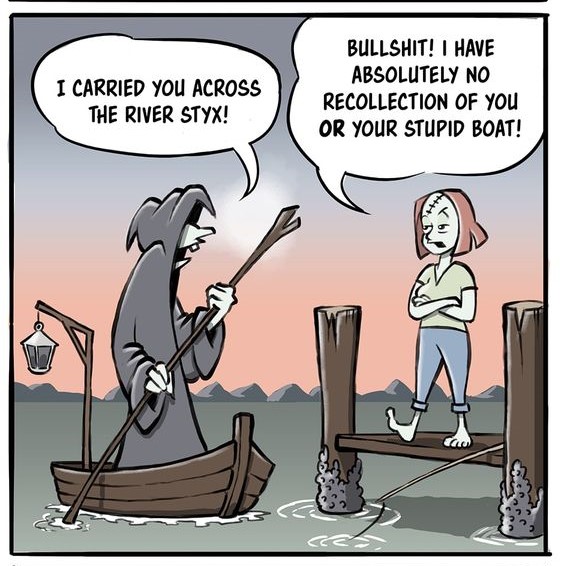 I CARRIED YOU ACROSS
THE RIVER STYX!
BULLSHIT! I HAVE
ABSOLUTELY NO
RECOLLECTION OF YOU
OR YOUR STUPID BOAT!